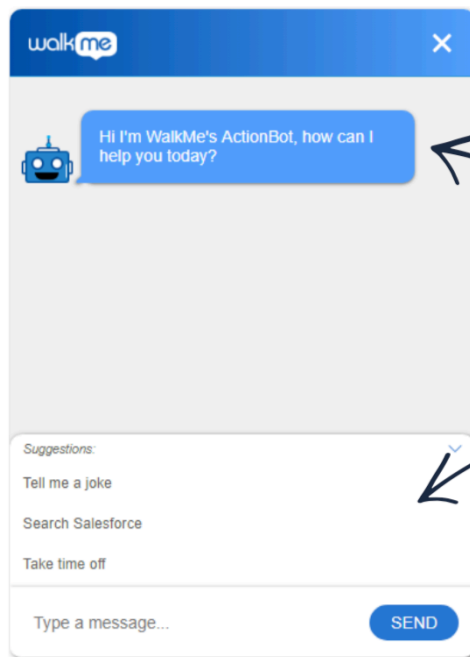 walkme
Hi I'm WalkMe's ActionBot, how can I
help you today?
Suggestions:
Tell me a joke
Search Salesforce
Take time off
Type a message...
SEND